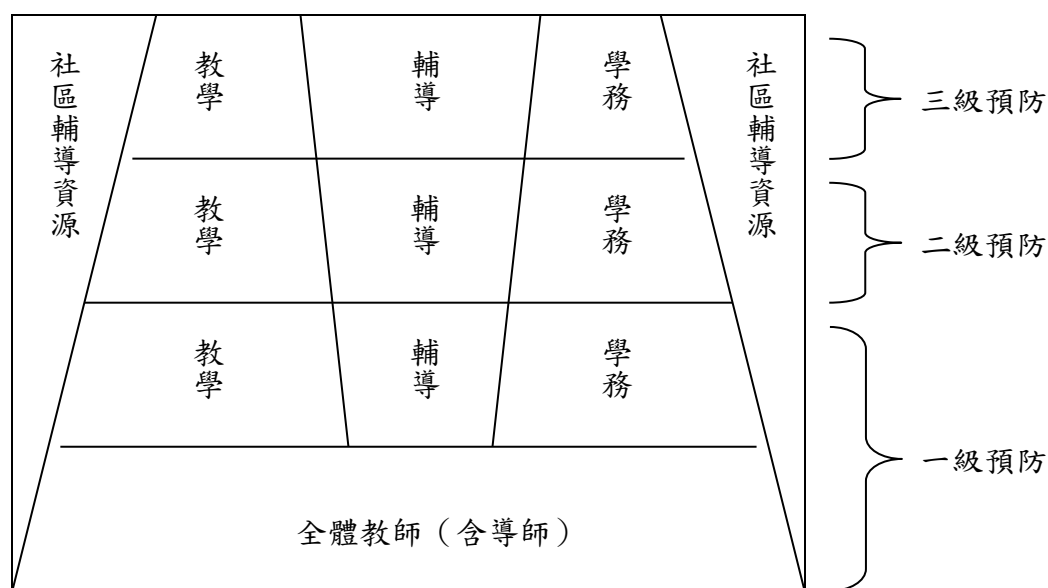 社區輔導資源
教學
輔導
學務
社區輔導資源
三級預防
教學
輔導
學務
二級預防
教學
輔導
學務
一級預防
全體教師（含導師）